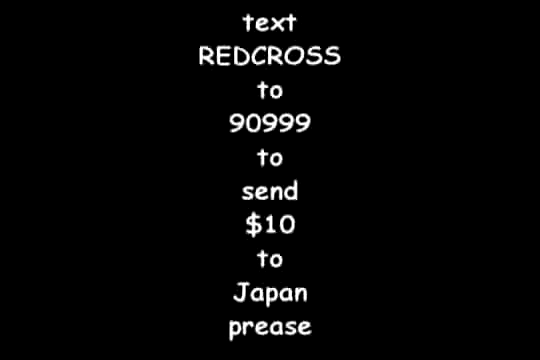 text
REDCROSS
to
90999
to
send
$10
to
Japan
prease